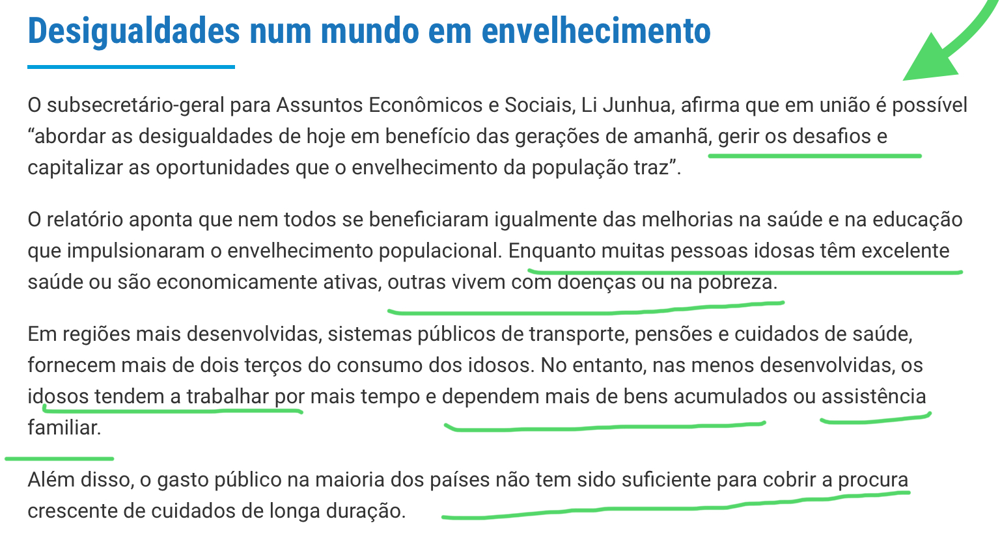 Desigualdades num mundo em envelhecimento
O subsecretário-geral para Assuntos Econômicos e Sociais, Li Junhua, afirma que em união é possível
“abordar as desigualdades de hoje em benefício das gerações de amanhã, gerir os desafios e
capitalizar as oportunidades que o envelhecimento da população traz”.
O relatório aponta que nem todos se beneficiaram igualmente das melhorias na saúde e na educação
que impulsionaram o envelhecimento populacional. Enquanto muitas pessoas idosas têm excelente
saúde ou são economicamente ativas, outras vivem com doenças ou na pobreza.
Em regiões mais desenvolvidas, sistemas públicos de transporte, pensões e cuidados de saúde,
fornecem mais de dois terços do consumo dos idosos. No entanto, nas menos desenvolvidas, os
idosos tendem a trabalhar por mais tempo e dependem mais de bens acumulados ou assistência
familiar.
Além disso, o gasto público na maioria dos países não tem sido suficiente para cobrir a procura
crescente de cuidados de longa duração.